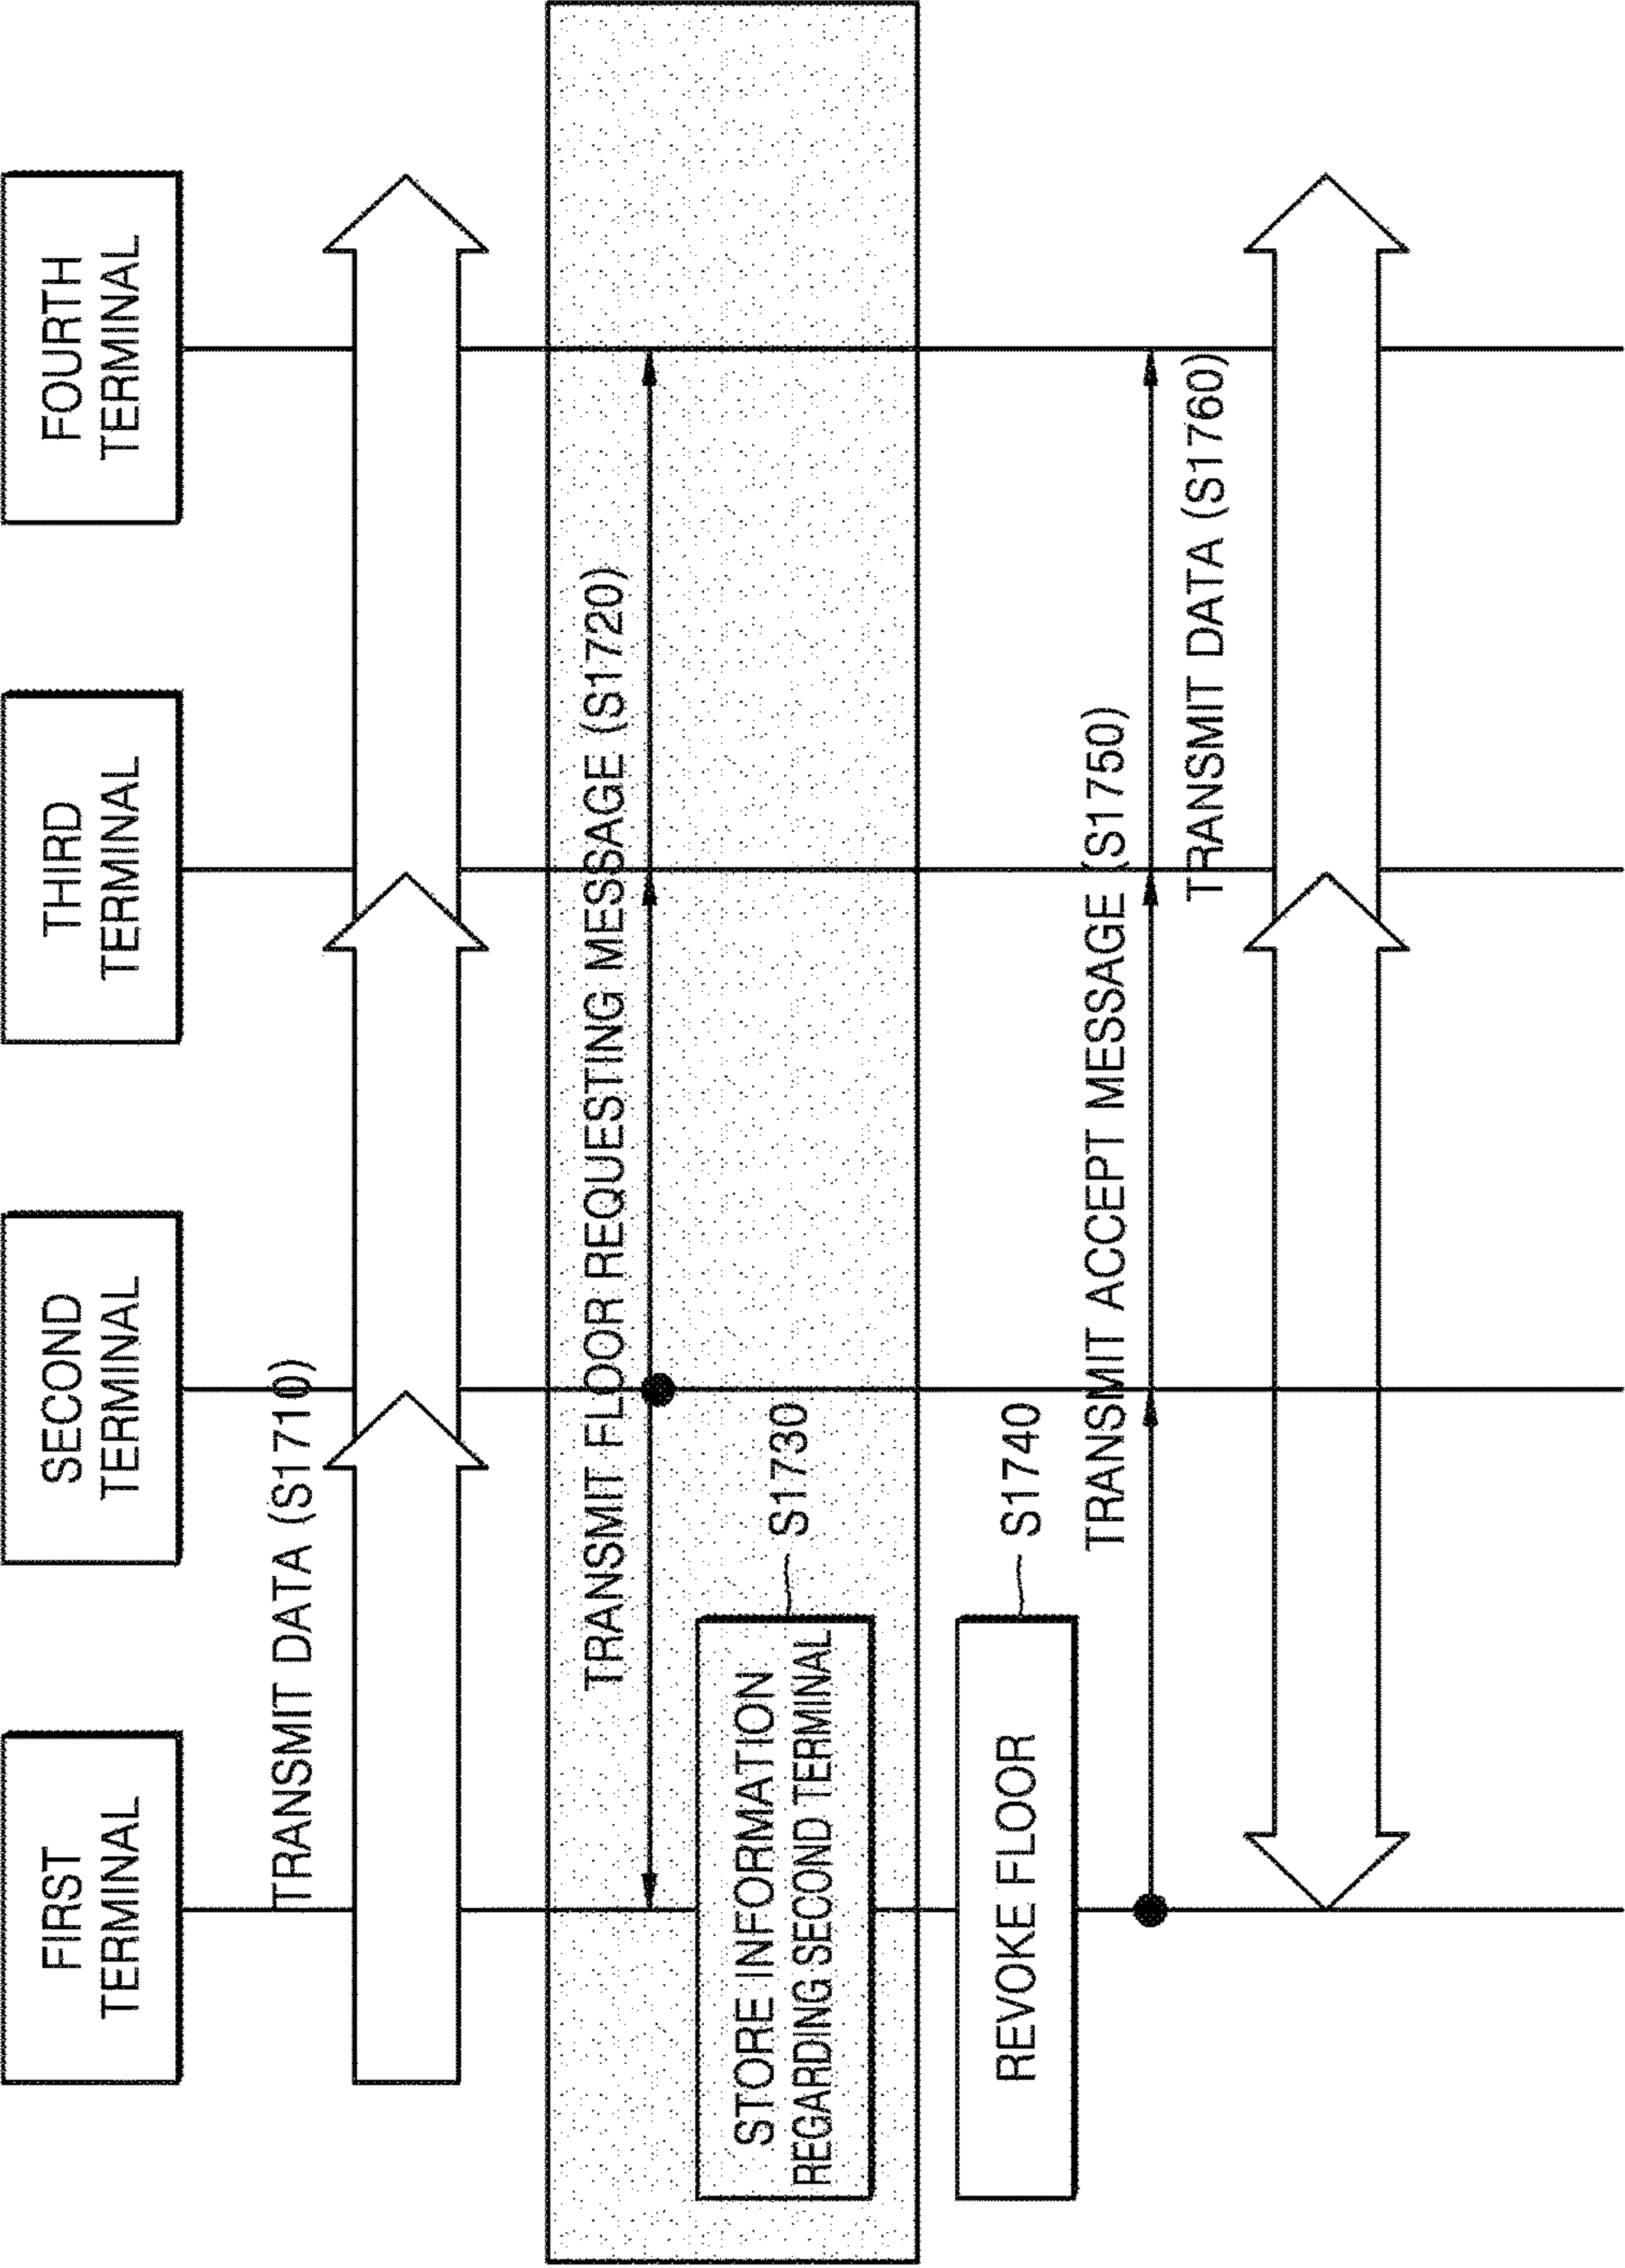 FIRST
TERMINAL
SECOND
TERMINAL
THIRD
TERMINAL
FOURTH
TERMINAL
TRANSMIT DATA (S1710)
TRANSMIT FLOOR REQUESTING MESSAGE (S1720)
STORE INFORMATION
REGARDING SECOND TERMINAL
S1730
REVOKE FLOOR
S1740
TRANSMIT ACCEPT MESSAGE (S1750)
TRANSMIT DATA (S1760)